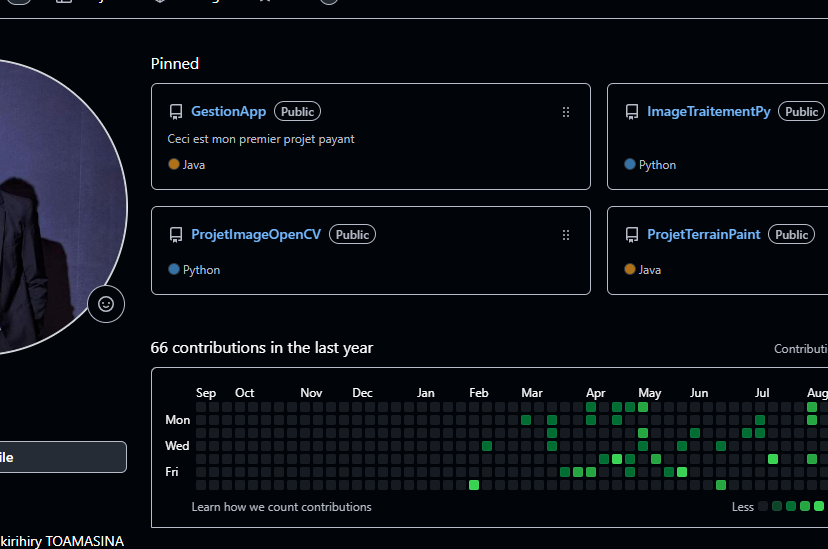 Pinned
GestionApp Public
Ceci est mon premier projet payant
Java
ImageTraitementPy Public
Python
ProjetImageOpenCV Public
Python
ProjetTerrainPaint Public
Java
66 contributions in the last year
Contributi
Sep Oct Nov Dec Jan Feb Mar Apr May Jun Jul Aug
Mon
Wed
Fri
Learn how we count contributions
Less
ile
kirihiry TOAMASINA